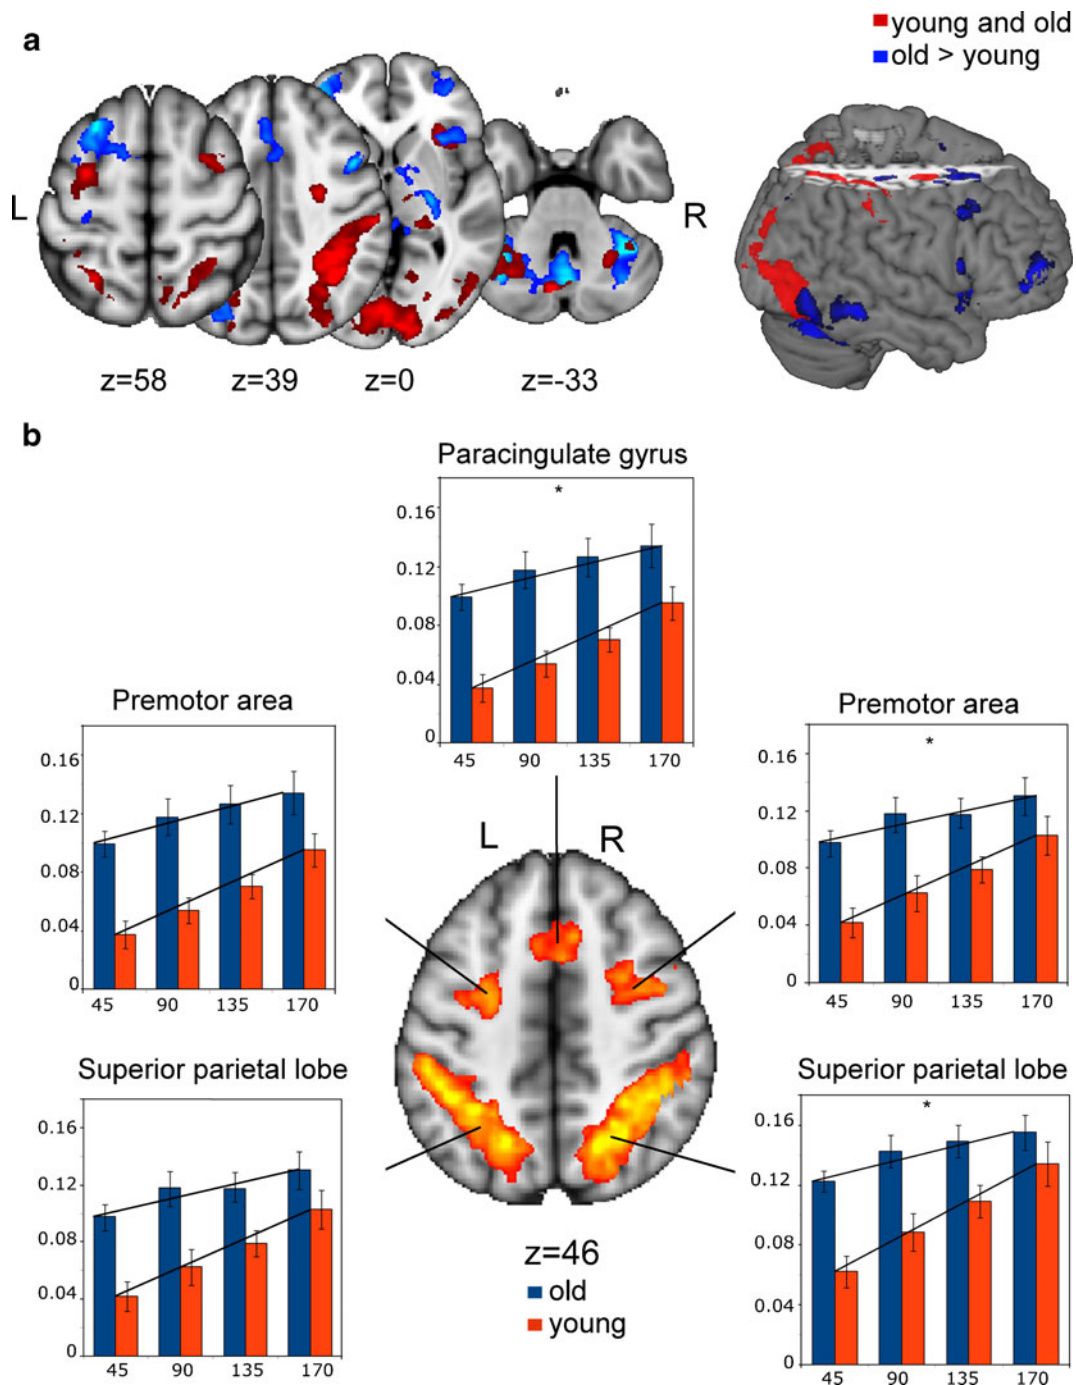 a
young and old
old > young
L
R
z=58
z=39
z=0
z=-33
b
Paracingulate gyrus
*
0.16
0.12
0.08
0.04
0
45 90 135 170
Premotor area
0.16
0.12
0.08
0.04
0
45 90 135 170
Premotor area
*
0.16
0.12
0.08
0.04
0
45 90 135 170
L R
Superior parietal lobe
0.16
0.12
0.08
0.04
0
45 90 135 170
Superior parietal lobe
*
0.16
0.12
0.08
0.04
0
45 90 135 170
z=46
old
young